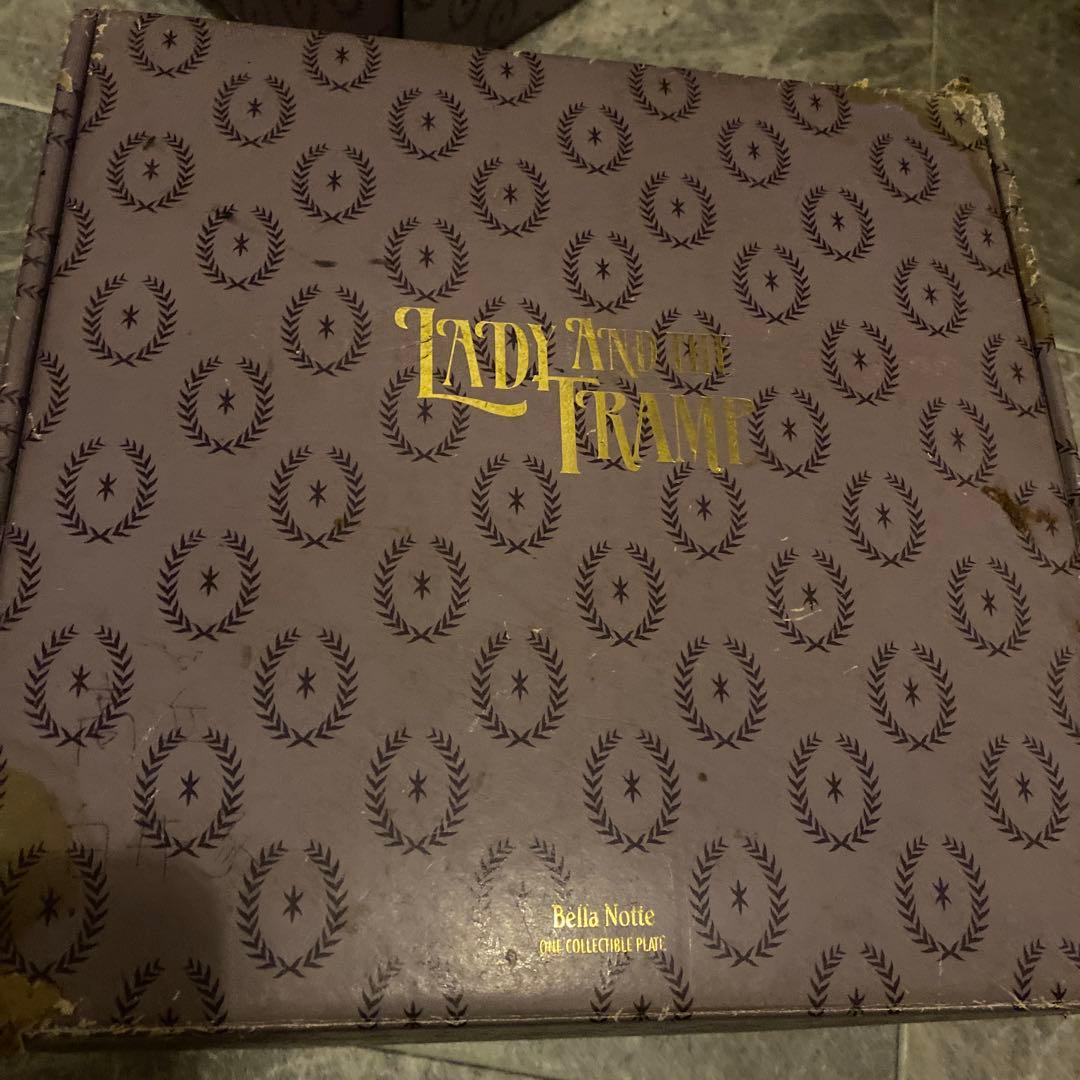 LADY AND THE
TRAMP
Bella Notte
ONE COLLECTIBLE PLATE